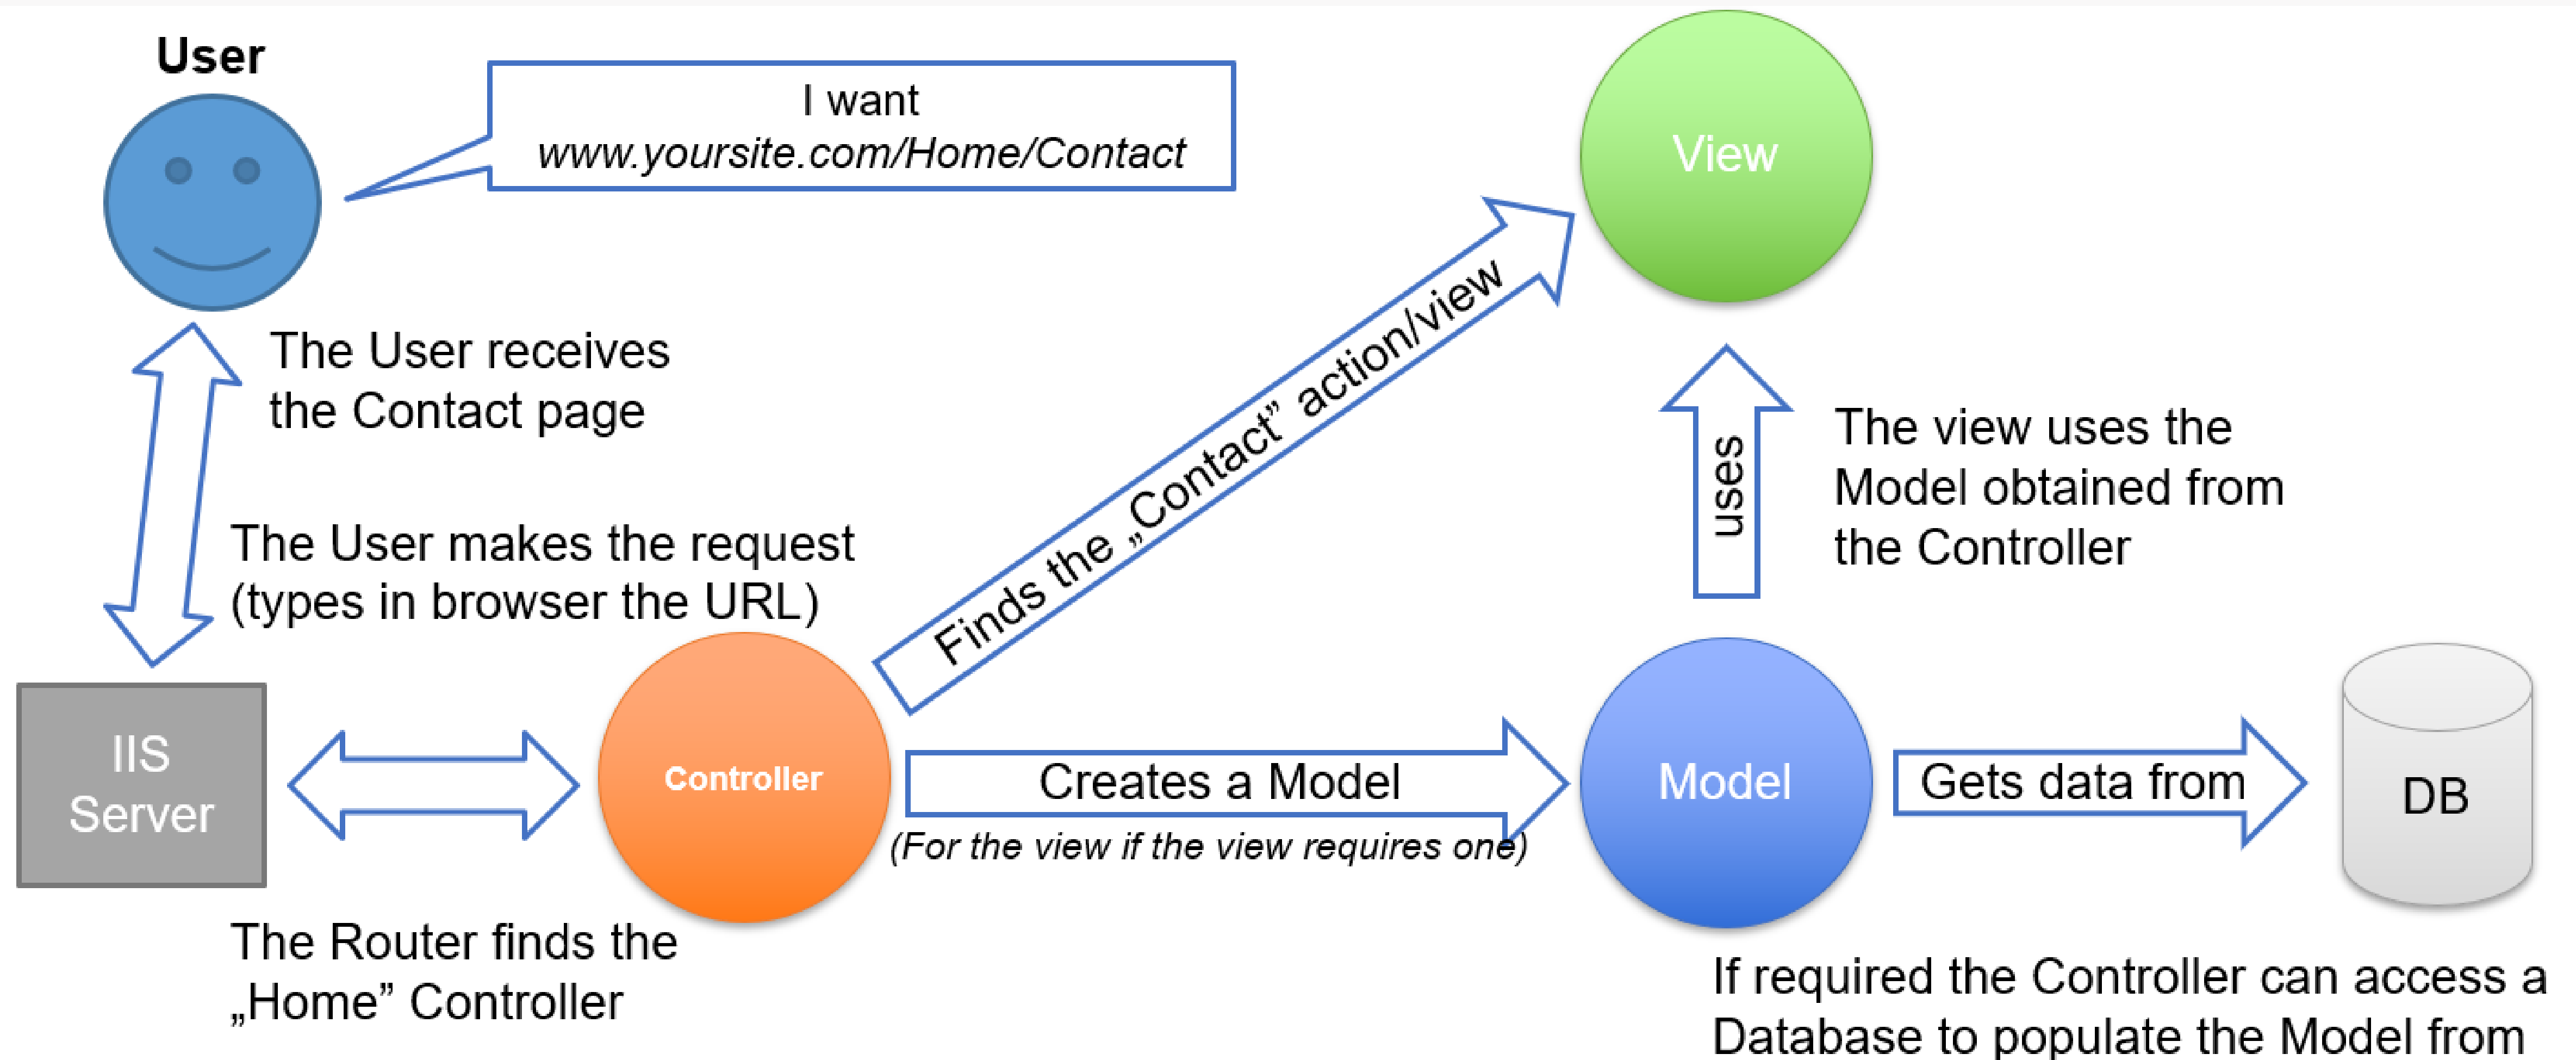 User
I want
www.yoursite.com/Home/Contact
View
The User receives
the Contact page
Finds the „Contact” action/view
uses
The view uses the
Model obtained from
the Controller
The User makes the request
(types in browser the URL)
IIS
Server
Controller
Creates a Model
(For the view if the view requires one)
Model
Gets data from
DB
The Router finds the
„Home” Controller
If required the Controller can access a
Database to populate the Model from